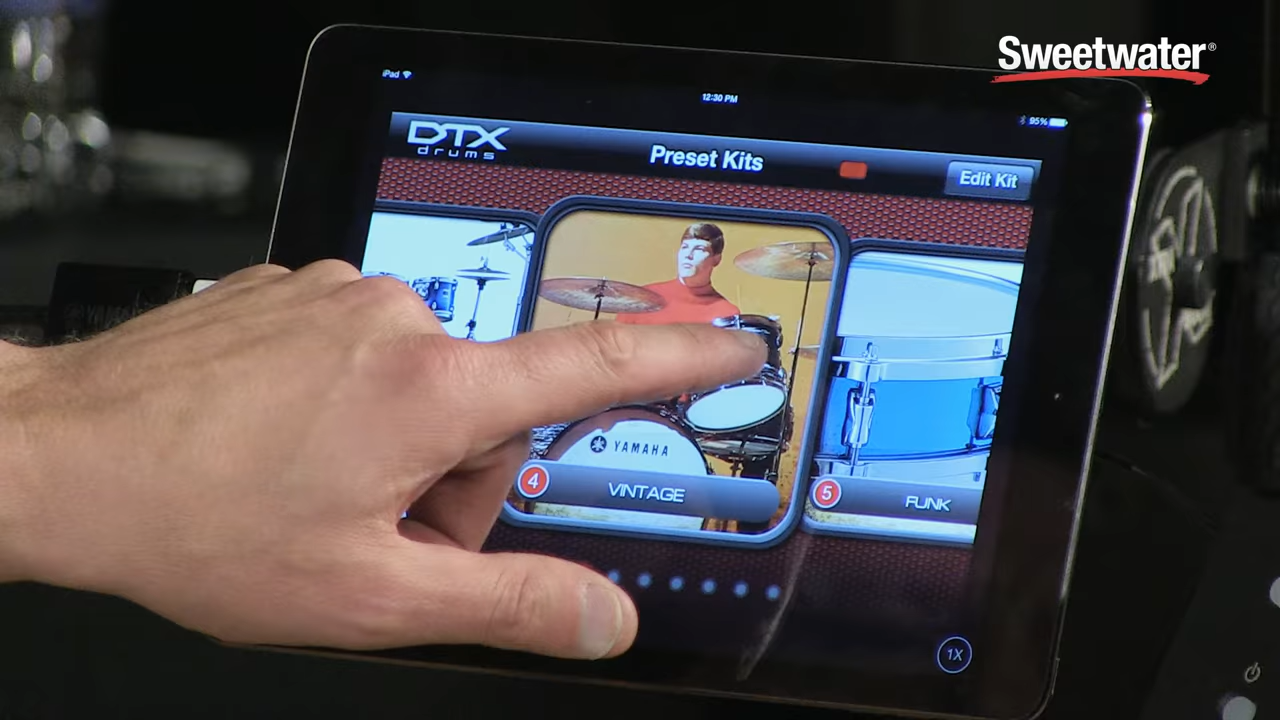 Sweetwater®
iPad
12:30 PM
95%
DTX
drums
Preset Kits
Edit Kit
YAMAHA
4
VINTAGE
5
FUNK
1X